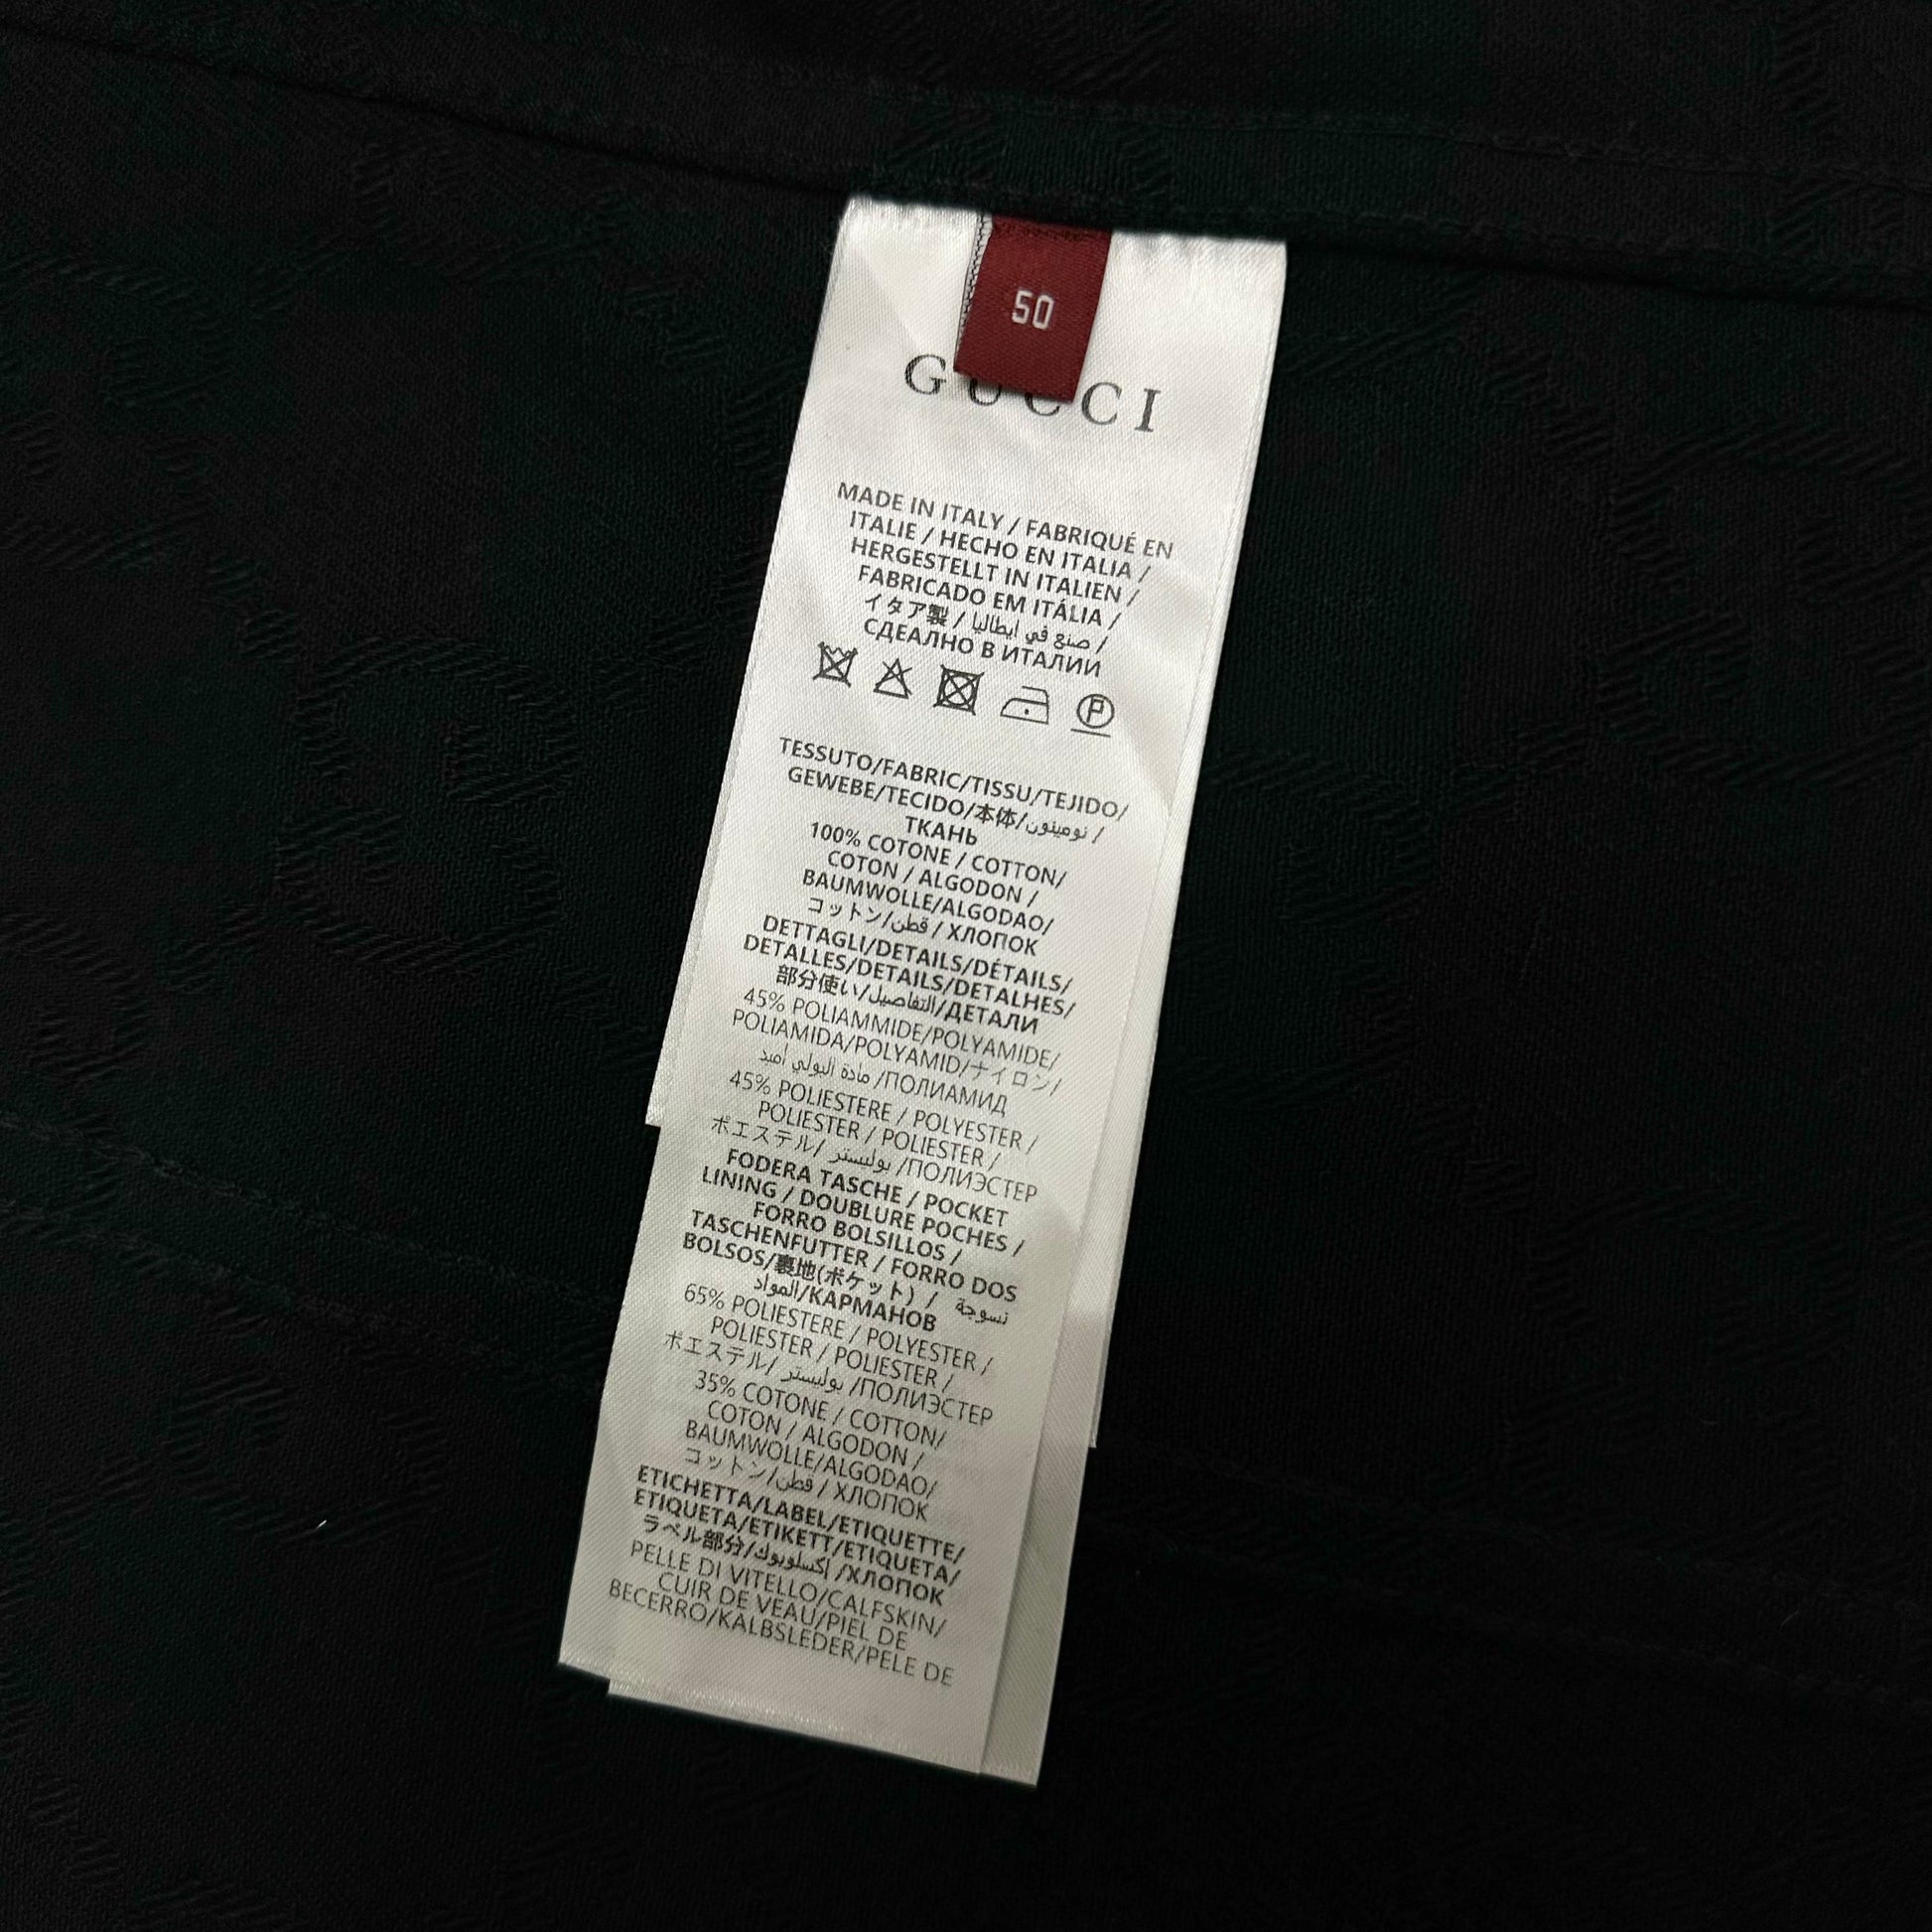 50
GUCCI
MADE IN ITALY / FABRIQUÉ EN
ITALIE / HECHO EN ITALIA /
HERGESTELLT IN ITALIEN /
FABRICADO EM ITÁLIA /
イタア製 / صنع في ايطاليا /
СДЕАЛНО В ИТАЛИИ
P
TESSUTO/FABRIC/TISSU/TEJIDO/
GEWEBE/TECIDO/本体/نومينون /
ТКАНЬ
100% COTONE / COTTON/
COTON / ALGODON /
BAUMWOLLE/ALGODAO/
コットン/قطن / ХЛОПОК
DETTAGLI/DETAILS/DÉTAILS/
DETALLES/DETAILS/DETALHES/
部分使い/التفاصيل/ДЕТАЛИ
45% POLIAMMIDE/POLYAMIDE/
POLIAMIDA/POLYAMID/ナイロン/
مادة البولي اميد /ПОЛИАМИД
45% POLIESTERE / POLYESTER /
POLIESTER / POLIESTER /
ポエステル/ بوليستر /ПОЛИЭСТЕР
FODERA TASCHE / POCKET
LINING / DOUBLURE POCHES /
FORRO BOLSILLOS /
TASCHENFUTTER / FORRO DOS
BOLSOS/裏地(ポケット) / نسوجة
المواد/КАРМАНОВ
65% POLIESTERE / POLYESTER /
POLIESTER / POLIESTER /
ポエステル/ بوليستر /ПОЛИЭСТЕР
35% COTONE / COTTON/
COTON / ALGODON /
BAUMWOLLE/ALGODAO/
コットン/قطن / ХЛОПОК
ETICHETTA/LABEL/ETIQUETTE/
ETIQUETA/ETIKETT/ETIQUETA/
ラベル部分/إكسلوبوك /ХЛОПОК
PELLE DI VITELLO/CALFSKIN/
CUIR DE VEAU/PIEL DE
BECERRO/KALBSLEDER/PELE DE